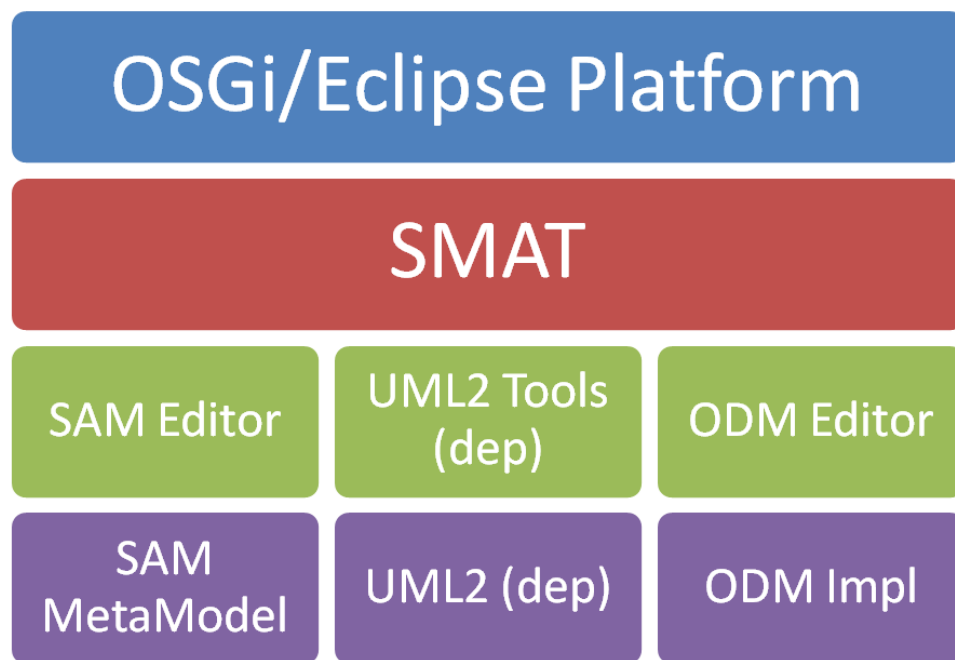 OSGi/Eclipse Platform
SMAT
SAM Editor
UML2 Tools
(dep)
ODM Editor
SAM
MetaModel
UML2 (dep)
ODM Impl